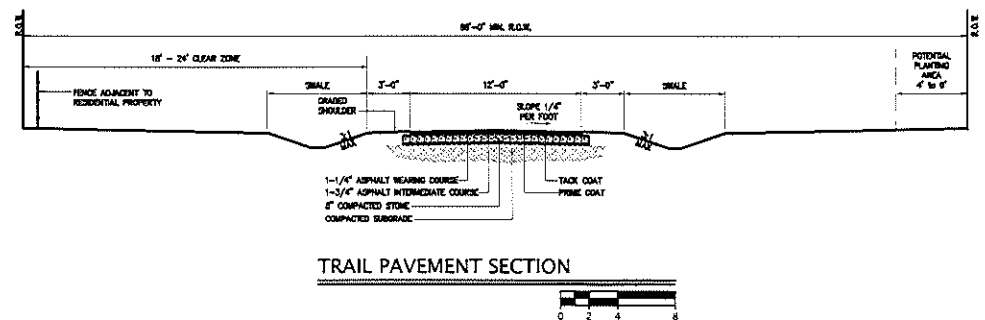 R.O.W.
66'-0" MIN. R.O.W.
R.O.W.
18' - 24' CLEAR ZONE
POTENTIAL
PLANTING
AREA
4' to 6'
FENCE ADJACENT TO
RESIDENTIAL PROPERTY
SWALE
3'-0"
12'-0"
3'-0"
SWALE
GRADED
SHOULDER
SLOPE 1/4"
PER FOOT
1-1/4" ASPHALT WEARING COURSE
TACK COAT
1-3/4" ASPHALT INTERMEDIATE COURSE
PRIME COAT
COMPACTED STONE
COMPACTED SUBGRADE
TRAIL PAVEMENT SECTION
0 2 4 8